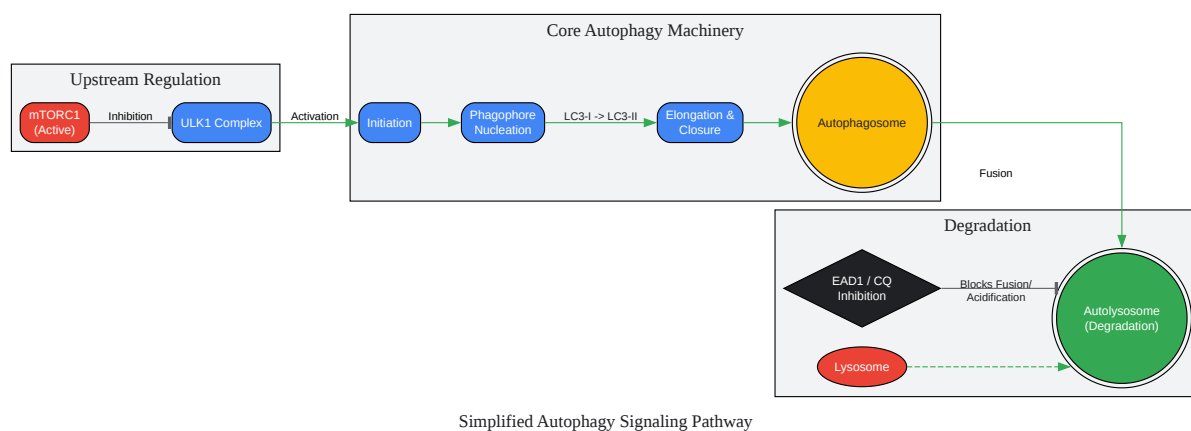 Core Autophagy Machinery
Upstream Regulation
mTORC1
(Active)
Inhibition
ULK1 Complex
Activation
Initiation
Phagophore
Nucleation
LC3-I -> LC3-II
Elongation &
Closure
Autophagosome
Fusion
Degradation
EAD1 / CQ
Inhibition
Blocks Fusion/
Acidification
Autolysosome
(Degradation)
Lysosome
Simplified Autophagy Signaling Pathway